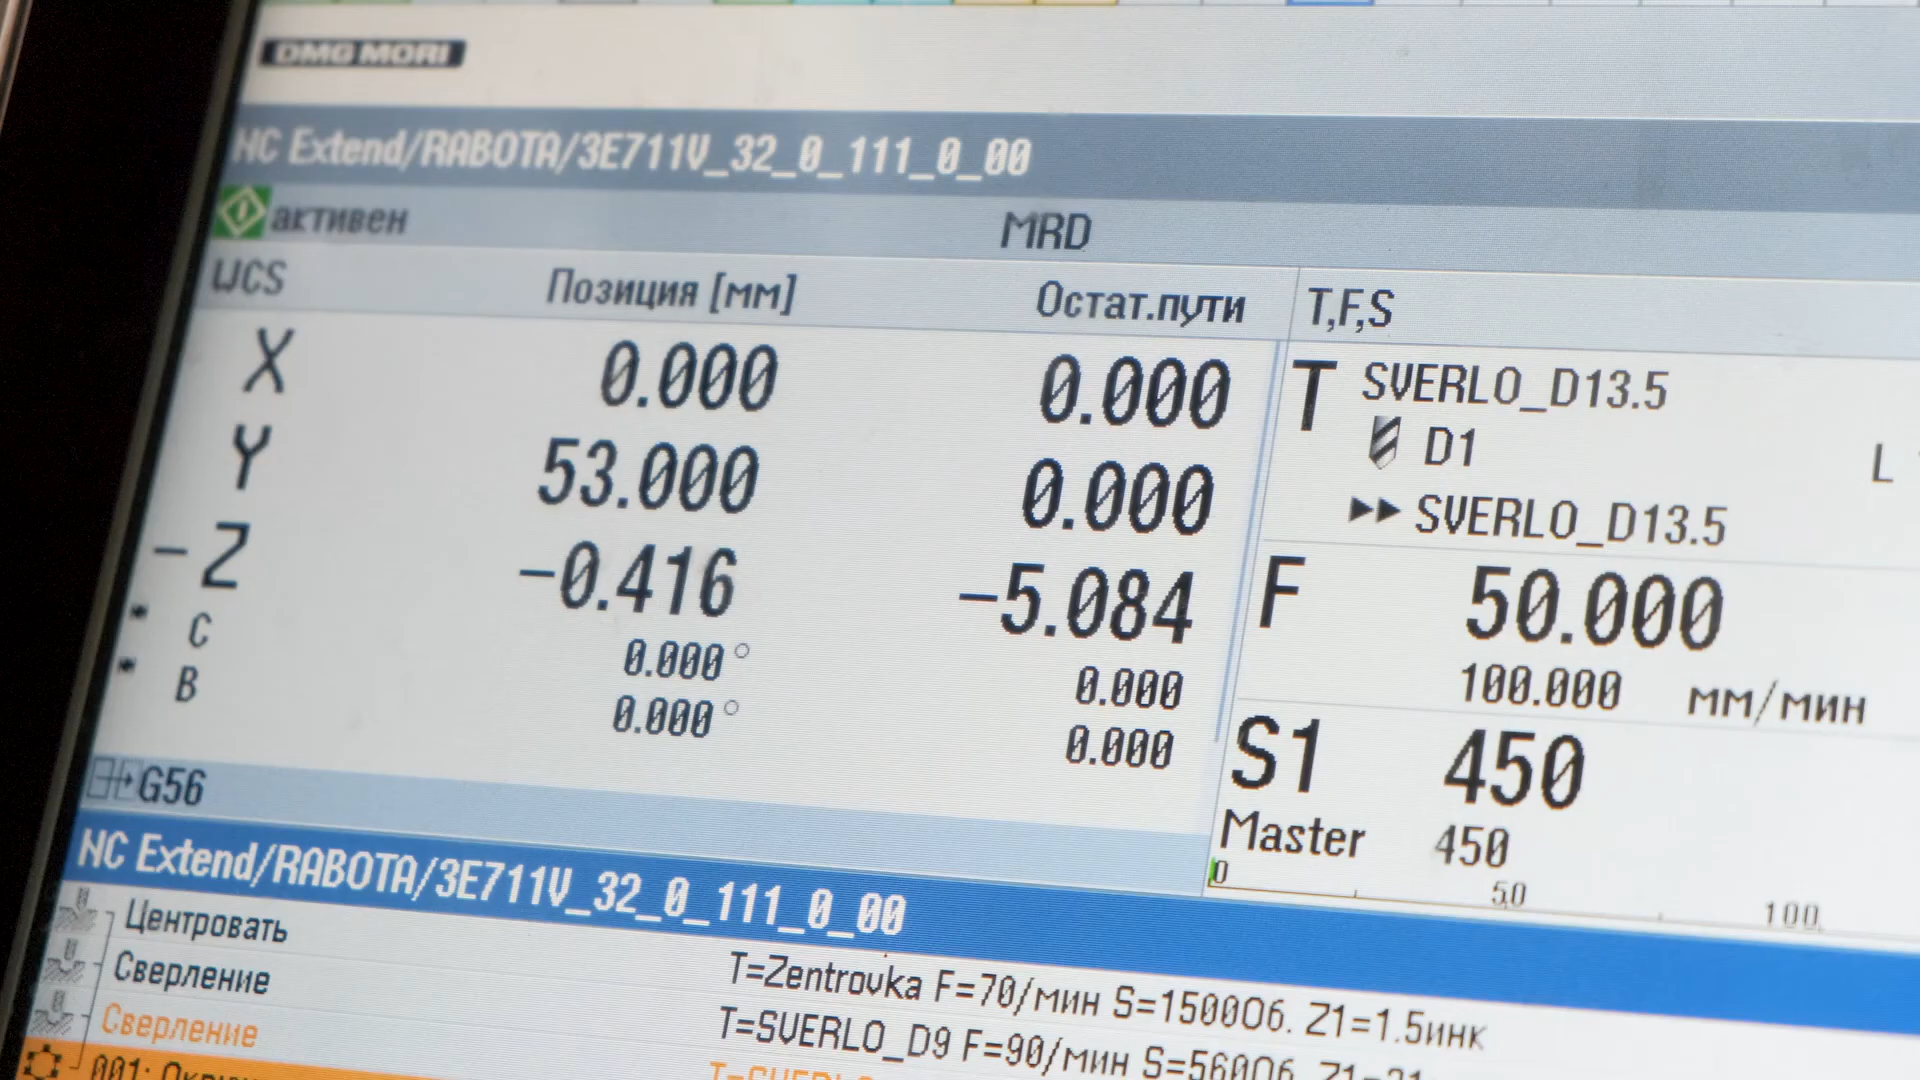 DMG MORI
NC Extend/RABOTA/3E711V_32_0_111_0_00
активен
MRD
WCS Позиция [мм] Остат.пути T,F,S
X 0.000 0.000
Y 53.000 0.000
-Z -0.416 -5.084
C 0.000° 0.000
B 0.000° 0.000
T SVERLO_D13.5
D1 L
SVERLO_D13.5
F 50.000
100.000 мм/мин
S1 450
Master 450
0 50 100
G56
NC Extend/RABOTA/3E711V_32_0_111_0_00
Центровать T=Zentrovka F=70/мин S=1500Об. Z1=1.5инк
Сверление T=SVERLO_D9 F=90/мин S=560Об
Сверление
001: